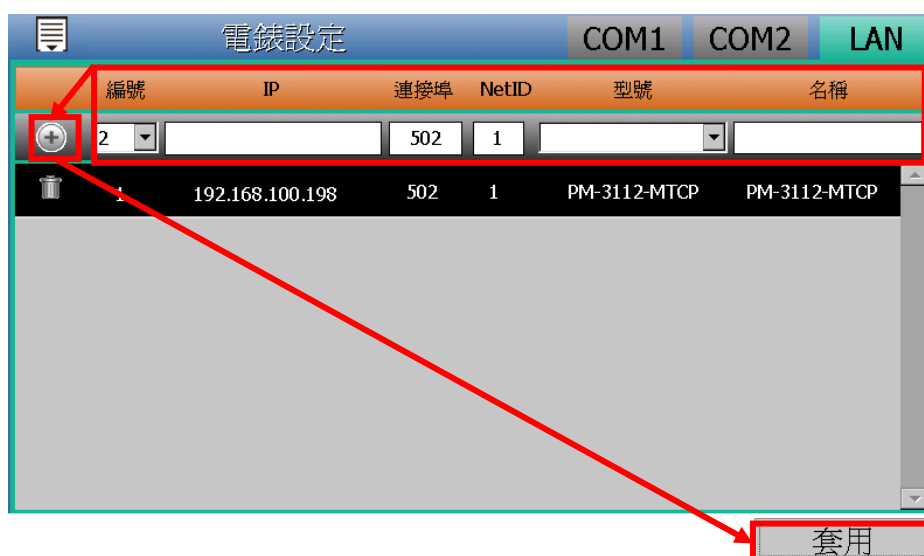 電錶設定 COM1 COM2 LAN
編號 IP 連接埠 NetID 型號 名稱
2 502 1
1 192.168.100.198 502 1 PM-3112-MTCP PM-3112-MTCP
套用